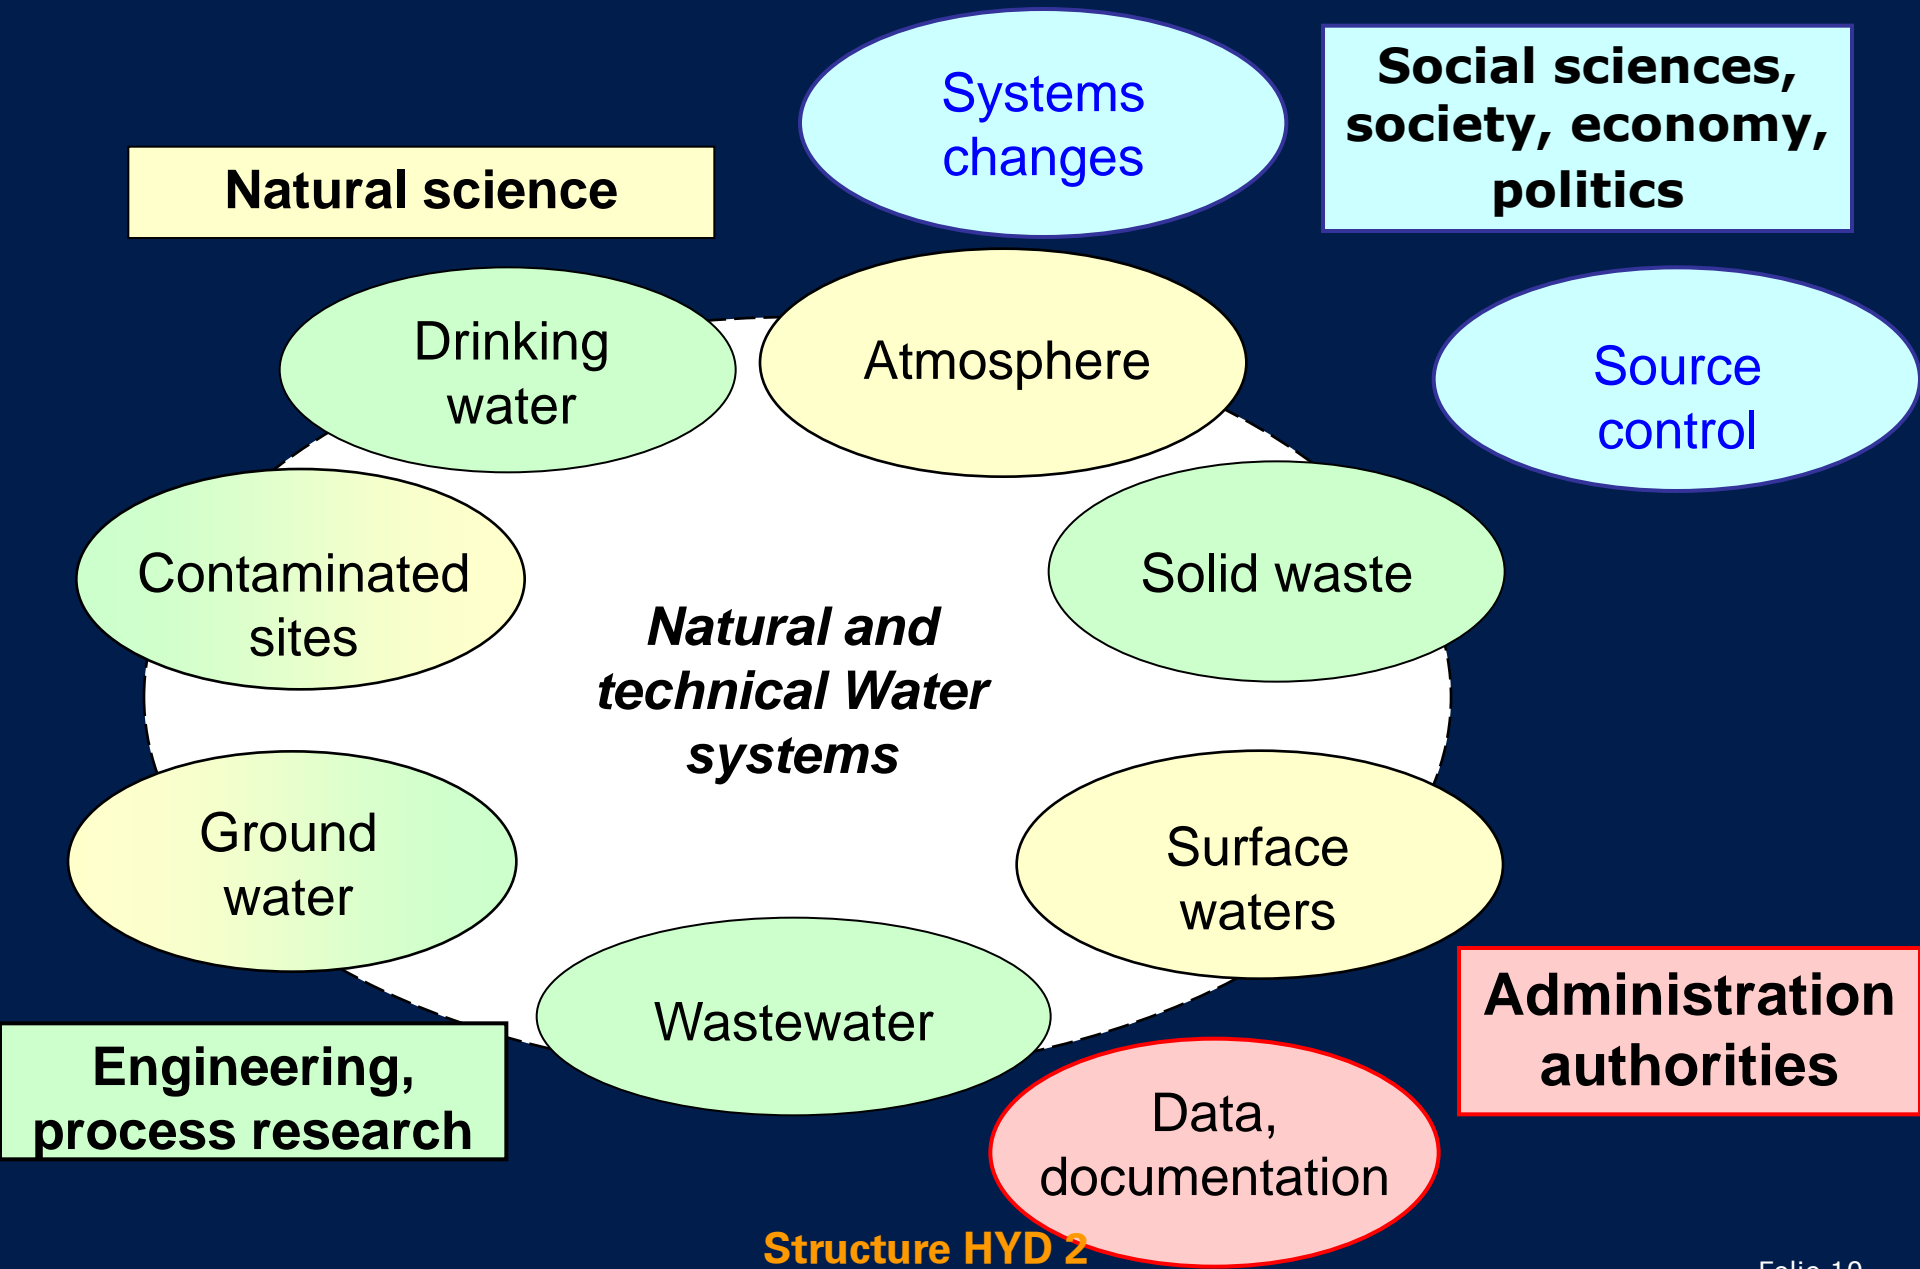 Systems
changes
Social sciences,
society, economy,
politics
Natural science
Drinking
water
Atmosphere
Source
control
Contaminated
sites
Solid waste
Natural and
technical Water
systems
Ground
water
Surface
waters
Wastewater
Administration
authorities
Engineering,
process research
Data,
documentation
Structure HYD 2
Folie 10